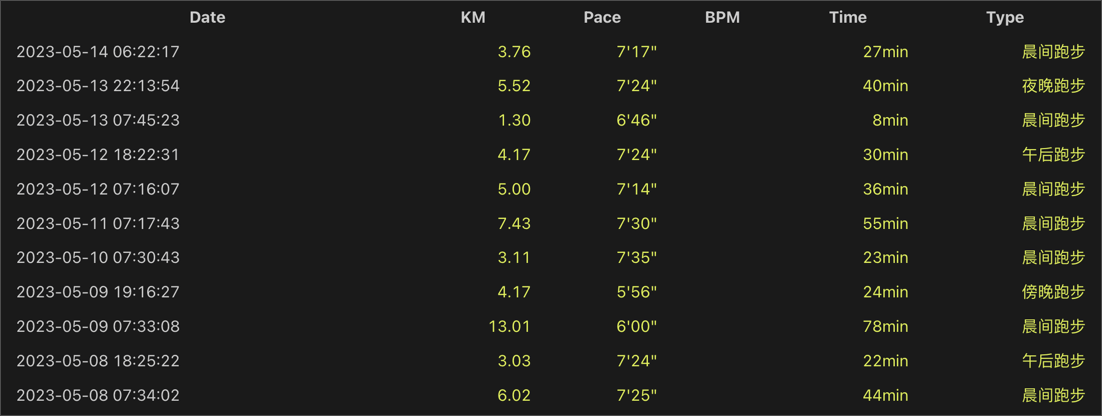 Date KM Pace BPM Time Type
2023-05-14 06:22:17 3.76 7'17" 27min 晨间跑步
2023-05-13 22:13:54 5.52 7'24" 40min 夜晚跑步
2023-05-13 07:45:23 1.30 6'46" 8min 晨间跑步
2023-05-12 18:22:31 4.17 7'24" 30min 午后跑步
2023-05-12 07:16:07 5.00 7'14" 36min 晨间跑步
2023-05-11 07:17:43 7.43 7'30" 55min 晨间跑步
2023-05-10 07:30:43 3.11 7'35" 23min 晨间跑步
2023-05-09 19:16:27 4.17 5'56" 24min 傍晚跑步
2023-05-09 07:33:08 13.01 6'00" 78min 晨间跑步
2023-05-08 18:25:22 3.03 7'24" 22min 午后跑步
2023-05-08 07:34:02 6.02 7'25" 44min 晨间跑步